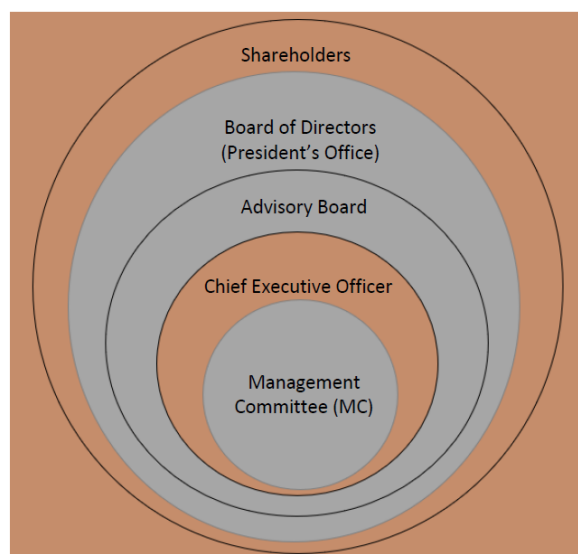 Shareholders
Board of Directors
(President’s Office)
Advisory Board
Chief Executive Officer
Management
Committee (MC)